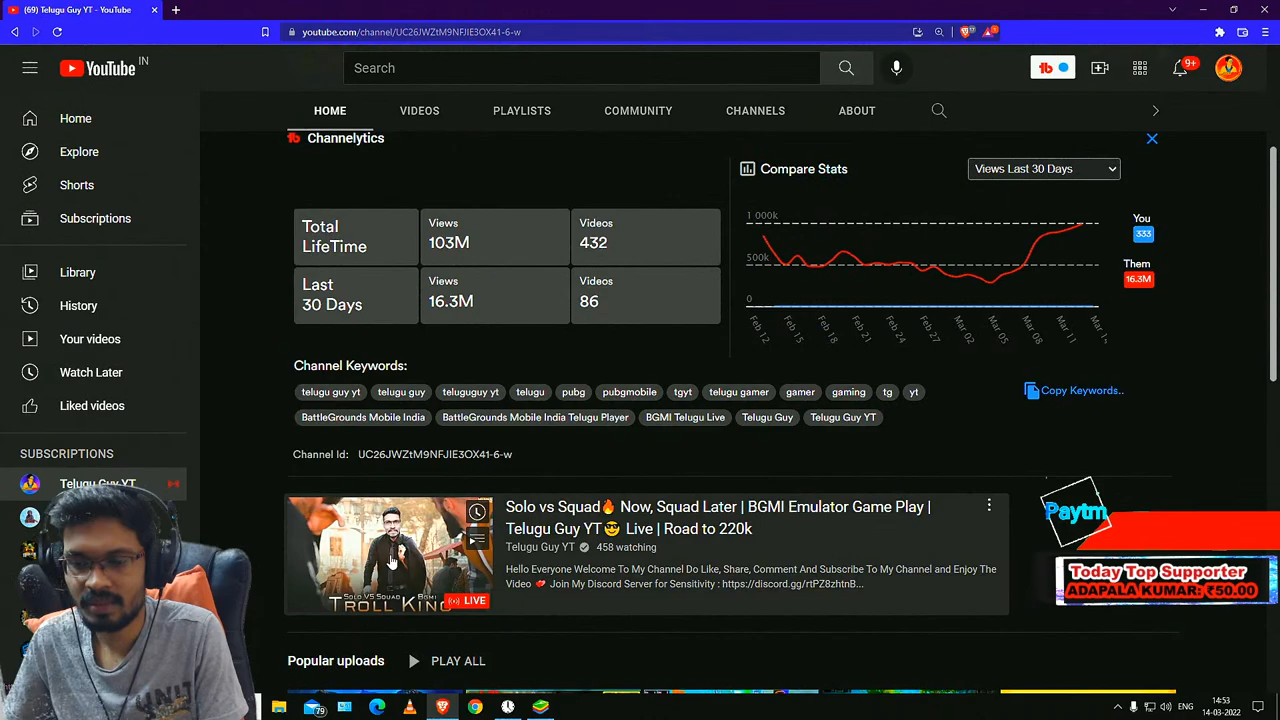 (69) Telugu Guy YT - YouTube
youtube.com/channel/UC26JWZtM9NFJIE3OX41-6-w
YouTube IN
Search
9+
HOME VIDEOS PLAYLISTS COMMUNITY CHANNELS ABOUT
Home
Explore
Shorts
Subscriptions
Library
History
Your videos
Watch Later
Liked videos
SUBSCRIPTIONS
Telugu Guy YT
Channelytics
Compare Stats
Views Last 30 Days
Total LifeTime
Views
103M
Videos
432
Last 30 Days
Views
16.3M
Videos
86
1 000k
500k
0
Feb 12 Feb 15 Feb 18 Feb 21 Feb 24 Feb 27 Mar 02 Mar 05 Mar 08 Mar 11
You
333
Them
16.3M
Channel Keywords:
telugu guy yt telugu guy teluguguy yt telugu pubg pubgmobile tgyt telugu gamer gamer gaming tg yt
BattleGrounds Mobile India BattleGrounds Mobile India Telugu Player BGMI Telugu Live Telugu Guy Telugu Guy YT
Copy Keywords..
Channel Id: UC26JWZtM9NFJIE3OX41-6-w
SOLO VS SQUAD BGMI
TROLL KING
LIVE
Solo vs Squad🔥 Now, Squad Later | BGMI Emulator Game Play |
Telugu Guy YT😎 Live | Road to 220k
Telugu Guy YT 458 watching
Hello Everyone Welcome To My Channel Do Like, Share, Comment And Subscribe To My Channel and Enjoy The
Video ❤️ Join My Discord Server for Sensitivity : https://discord.gg/rtPZ8zhtnB...
Paytm
Today Top Supporter
ADAPALA KUMAR: ₹50.00
Popular uploads PLAY ALL
79
ENG
14:53
14-03-2022